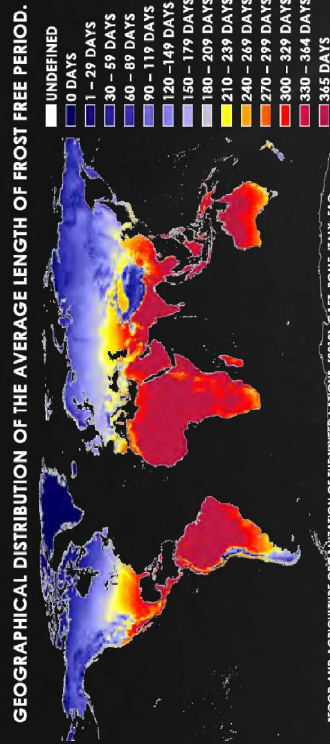 GEOGRAPHICAL DISTRIBUTION OF THE AVERAGE LENGTH OF FROST FREE PERIOD.
UNDEFINED
0 DAYS
1–29 DAYS
30–59 DAYS
60–89 DAYS
90–119 DAYS
120–149 DAYS
150–179 DAYS
180–209 DAYS
210–239 DAYS
240–269 DAYS
270–299 DAYS
300–329 DAYS
330–364 DAYS
365 DAYS